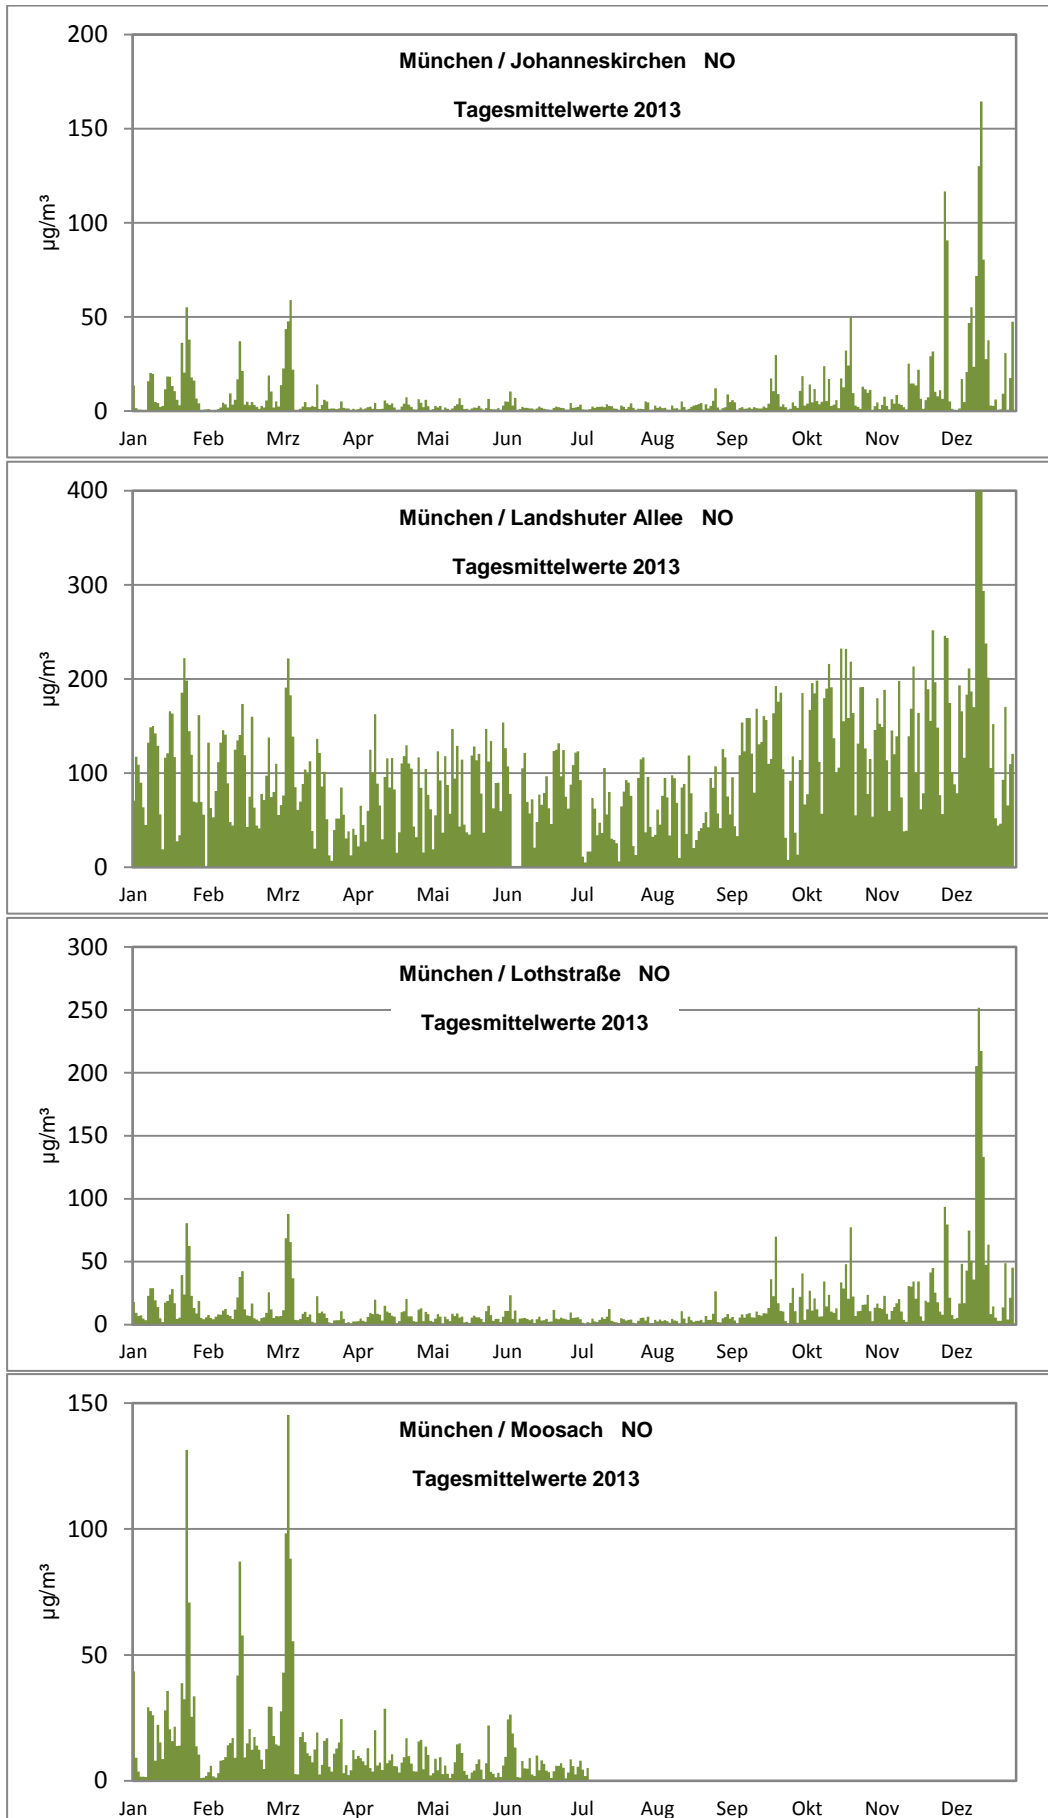 München / Johanneskirchen NO
Tagesmittelwerte 2013
200
150
100
50
0
µg/m³
Jan Feb Mrz Apr Mai Jun Jul Aug Sep Okt Nov Dez
München / Landshuter Allee NO
Tagesmittelwerte 2013
400
300
200
100
0
µg/m³
Jan Feb Mrz Apr Mai Jun Jul Aug Sep Okt Nov Dez
München / Lothstraße NO
Tagesmittelwerte 2013
300
250
200
150
100
50
0
µg/m³
Jan Feb Mrz Apr Mai Jun Jul Aug Sep Okt Nov Dez
München / Moosach NO
Tagesmittelwerte 2013
150
100
50
0
µg/m³
Jan Feb Mrz Apr Mai Jun Jul Aug Sep Okt Nov Dez